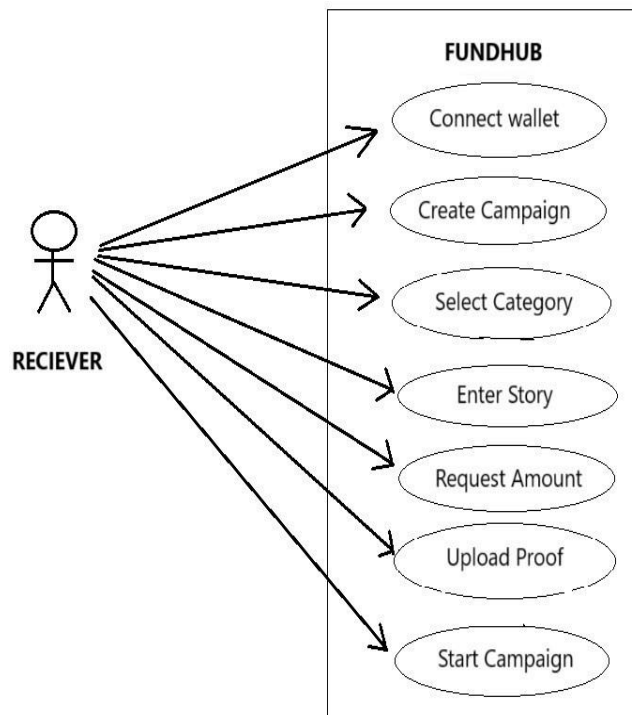 FUNDHUB
Connect wallet
Create Campaign
Select Category
RECIEVER
Enter Story
Request Amount
Upload Proof
Start Campaign